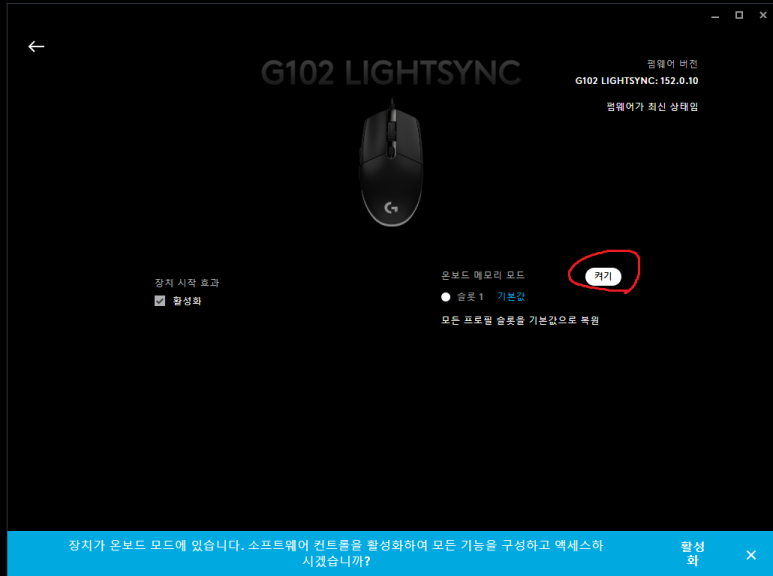 G102 LIGHTSYNC
펌웨어 버전
G102 LIGHTSYNC: 152.0.10
펌웨어가 최신 상태임
장치 시작 효과
활성화
온보드 메모리 모드
켜기
슬롯 1 기본값
모든 프로필 슬롯을 기본값으로 복원
장치가 온보드 모드에 있습니다. 소프트웨어 컨트롤을 활성화하여 모든 기능을 구성하고 액세스하
시겠습니까?
활성
화